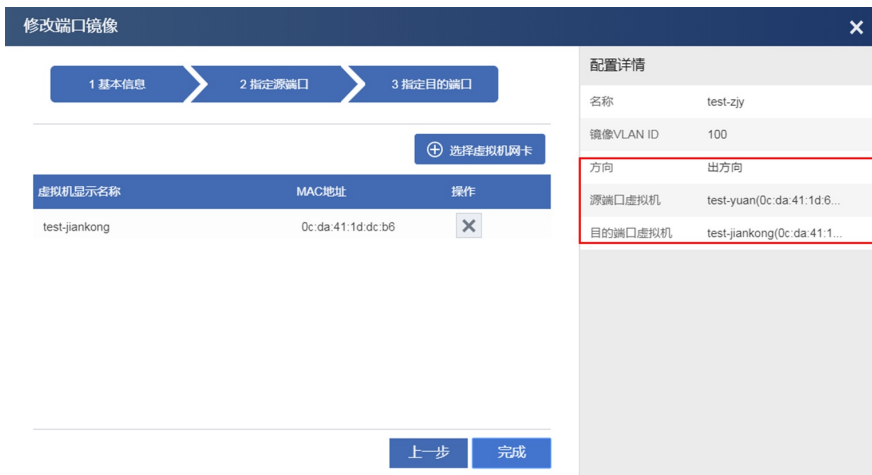 修改端口镜像
1 基本信息
2 指定源端口
3 指定目的端口
选择虚拟机网卡
虚拟机显示名称 MAC地址 操作
test-jiankong 0c:da:41:1d:dc:b6
上一步 完成
配置详情
名称 test-zjy
镜像VLAN ID 100
方向 出方向
源端口虚拟机 test-yuan(0c:da:41:1d:6...
目的端口虚拟机 test-jiankong(0c:da:41:1...